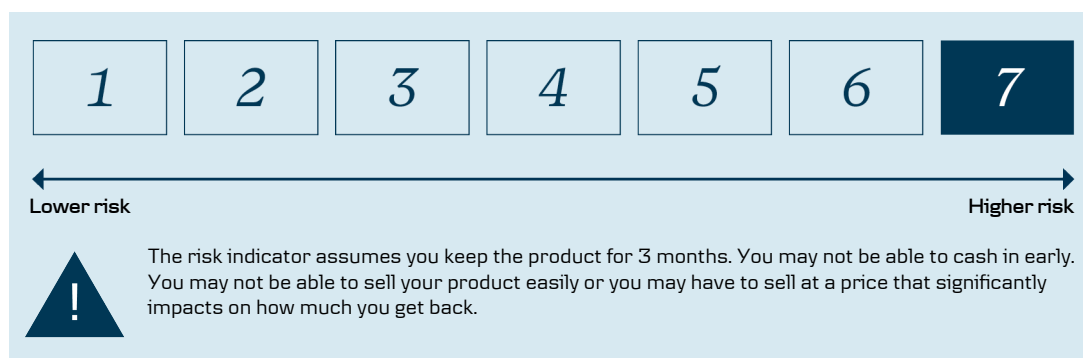 1 2 3 4 5 6 7
Lower risk Higher risk
The risk indicator assumes you keep the product for 3 months. You may not be able to cash in early.
You may not be able to sell your product easily or you may have to sell at a price that significantly
impacts on how much you get back.
!